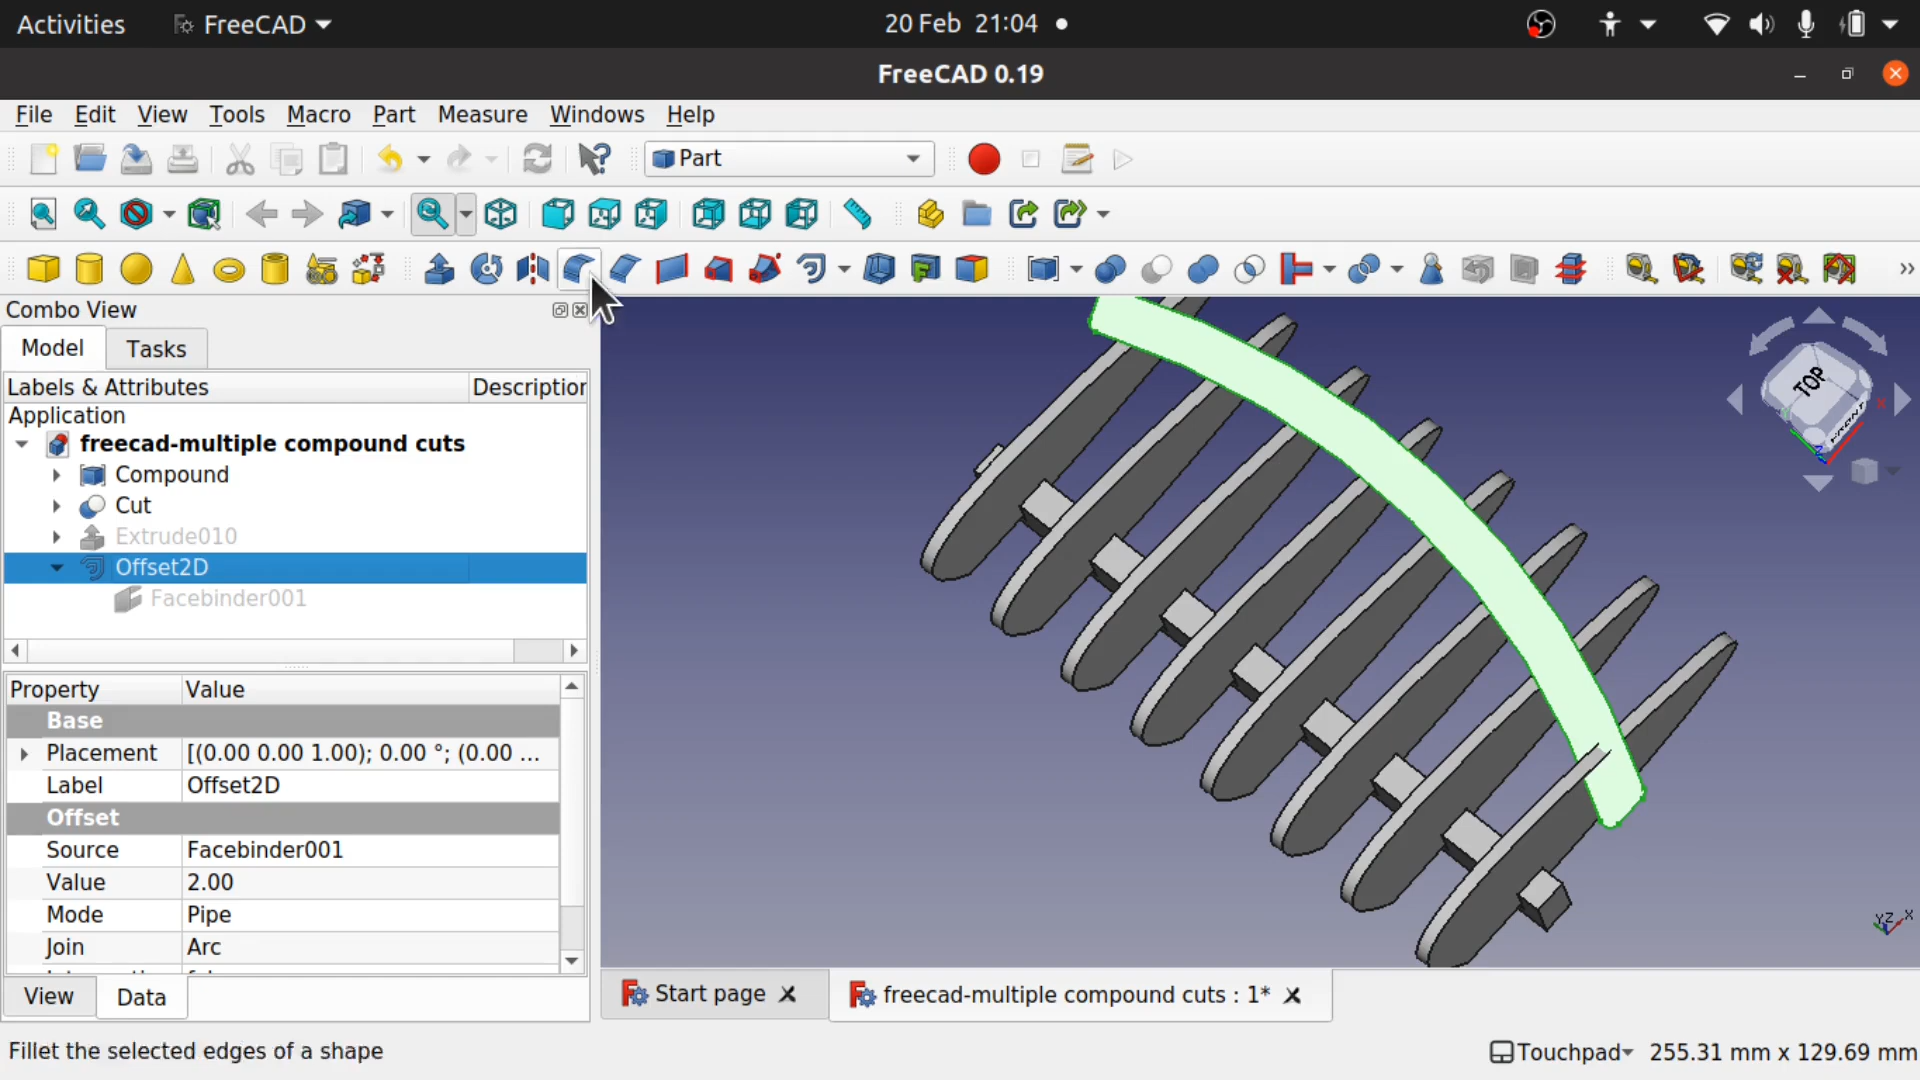 Activities FreeCAD 20 Feb 21:04
FreeCAD 0.19
File Edit View Tools Macro Part Measure Windows Help
Part
Combo View
Model Tasks
Labels & Attributes Description
Application
freecad-multiple compound cuts
Compound
Cut
Extrude010
Offset2D
Facebinder001
Property Value
Base
Placement [(0.00 0.00 1.00); 0.00 °; (0.00 ...
Label Offset2D
Offset
Source Facebinder001
Value 2.00
Mode Pipe
Join Arc
View Data
TOP
FRONT
X
Z
YZ X
Start page freecad-multiple compound cuts : 1*
Fillet the selected edges of a shape Touchpad 255.31 mm x 129.69 mm